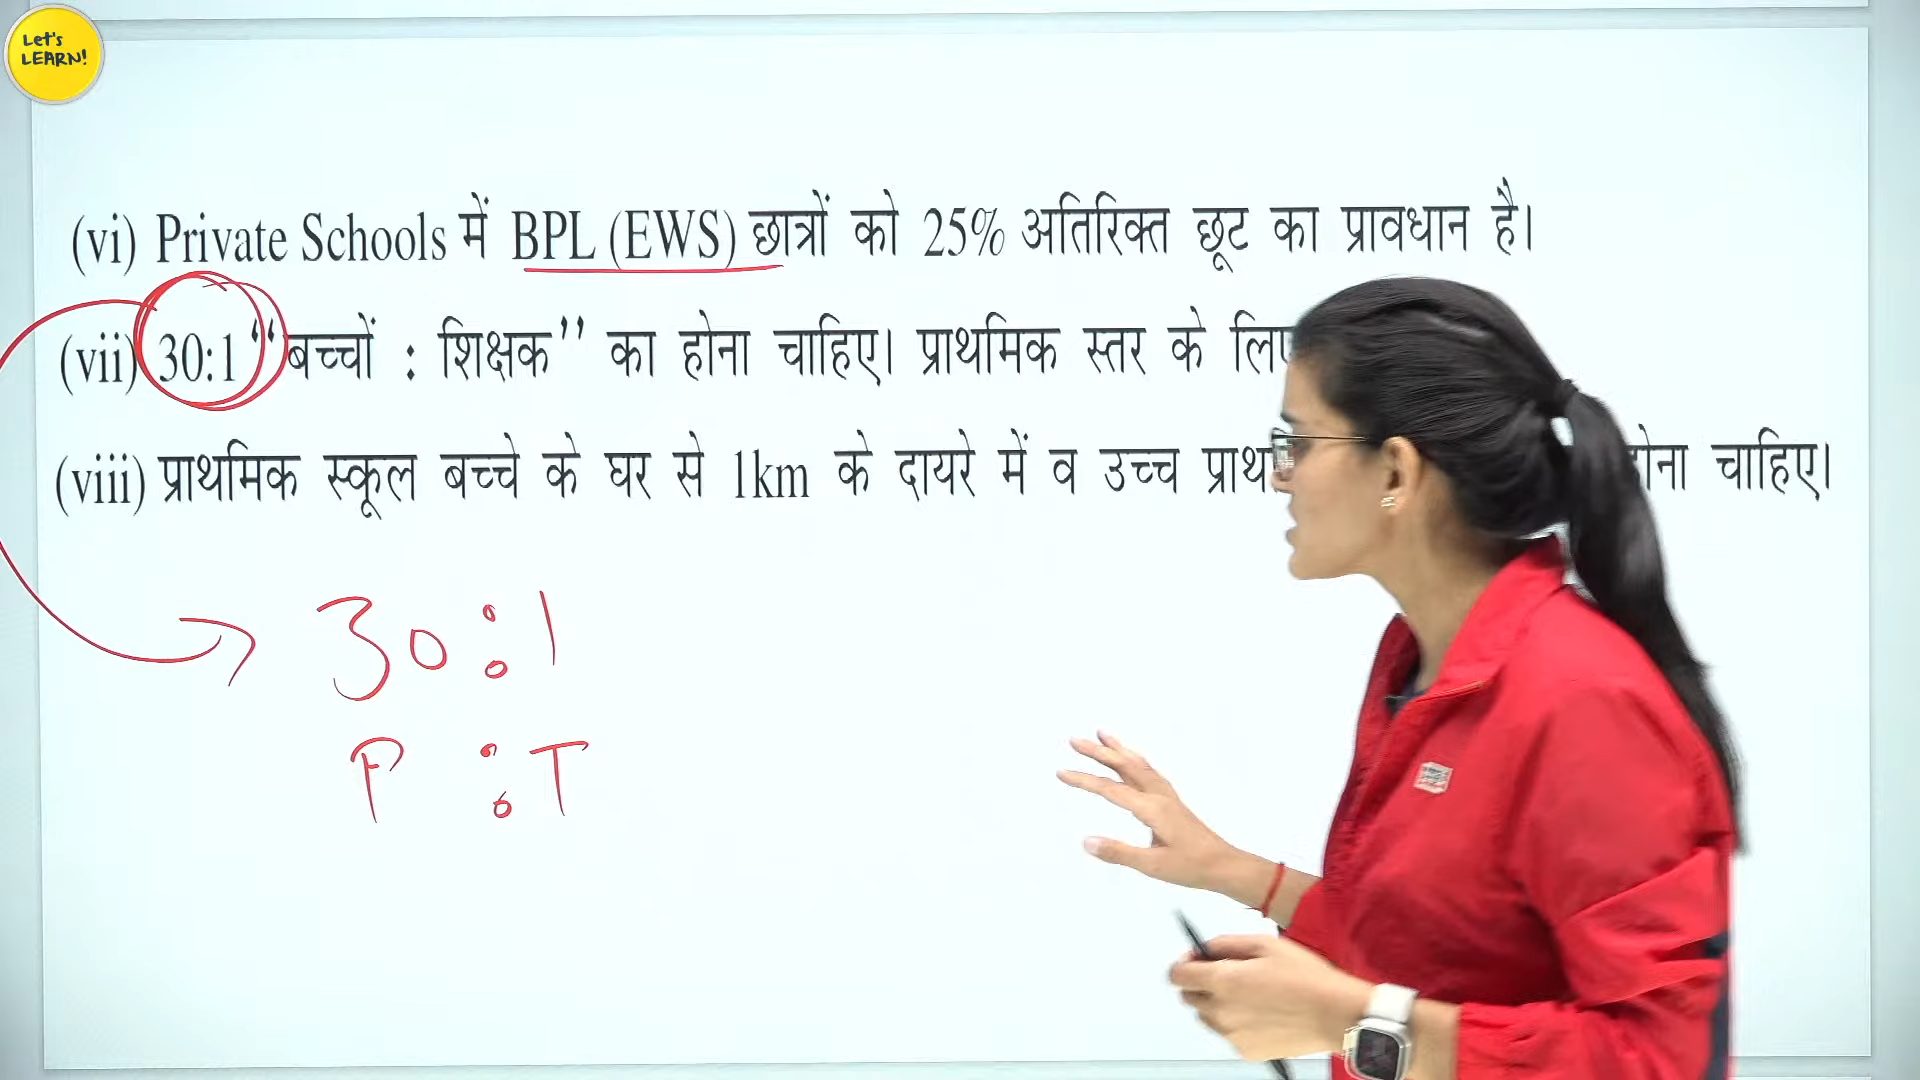 Let's
LEARN!
(vi) Private Schools में BPL (EWS) छात्रों को 25% अतिरिक्त छूट का प्रावधान है।
(vii) 30:1 “बच्चों : शिक्षक” का होना चाहिए। प्राथमिक स्तर के लिए
(viii) प्राथमिक स्कूल बच्चे के घर से 1km के दायरे में व उच्च होना चाहिए।
30:1
P : T